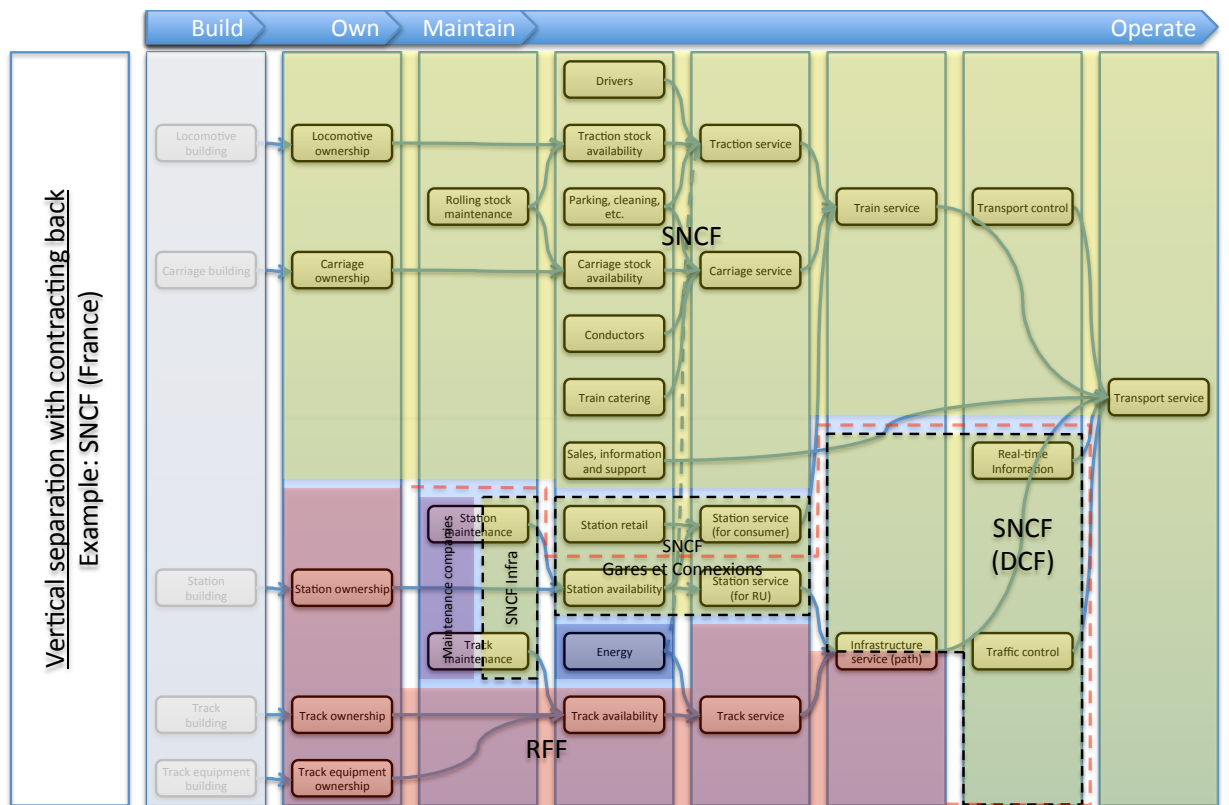 Build
Own
Maintain
Operate
Vertical separation with contracting back
Example: SNCF (France)
Drivers
Locomotive
building
Locomotive
ownership
Traction stock
availability
Traction service
Rolling stock
maintenance
Parking, cleaning,
etc.
Train service
Transport control
SNCF
Carriage building
Carriage
ownership
Carriage stock
availability
Carriage service
Conductors
Train catering
Transport service
Sales, information
and support
Real-time
Information
Station
maintenance
Station retail
Station service
(for consumer)
SNCF
(DCF)
Maintenance companies
SNCF Infra
SNCF
Gares et Connexions
Station
building
Station ownership
Station availability
Station service
(for RU)
Track
maintenance
Energy
Infrastructure
service (path)
Traffic control
Track
building
Track ownership
Track availability
Track service
RFF
Track equipment
building
Track equipment
ownership